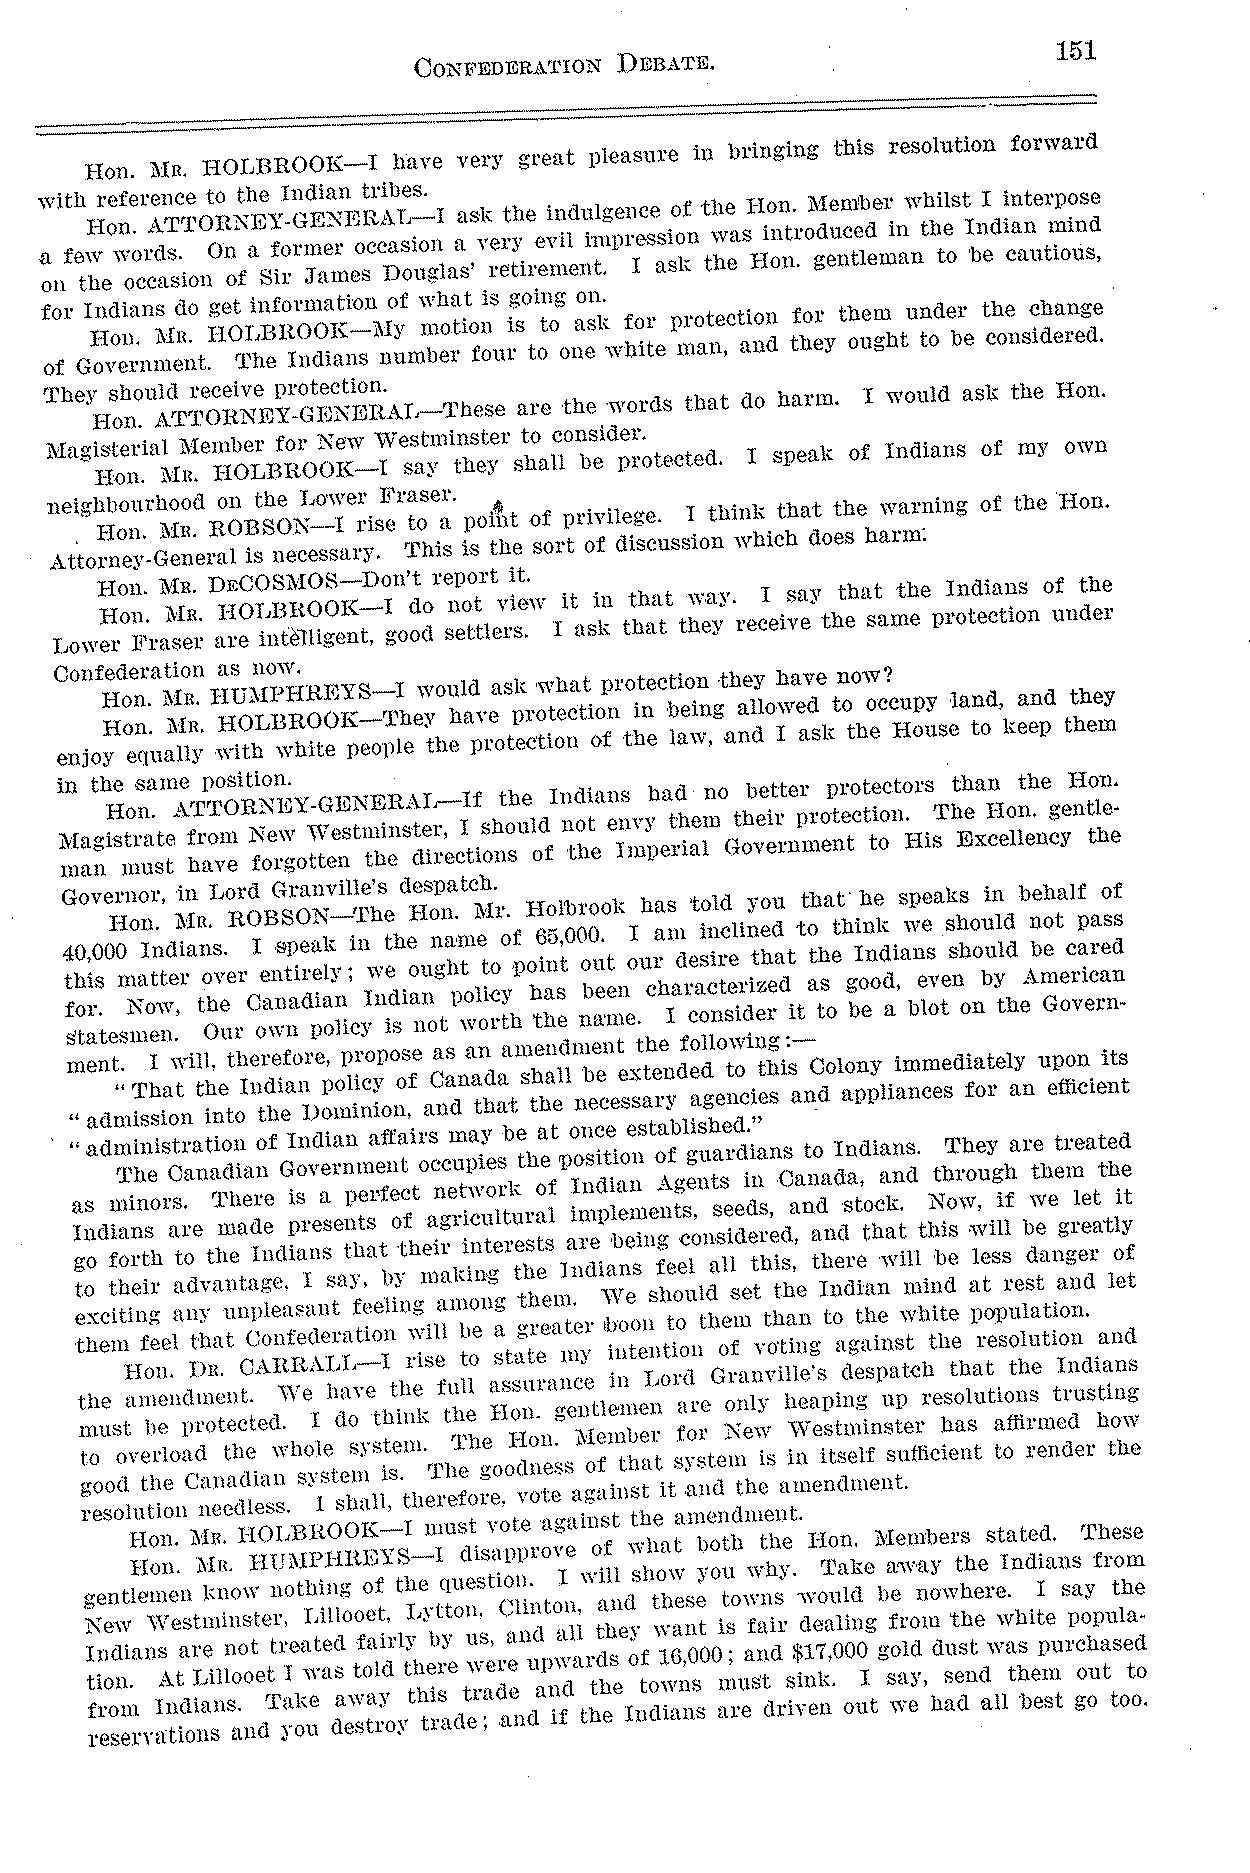 CONFEDERATION DEBATE. 151
Hon. MR. HOLBROOK—I have very great pleasure in bringing this resolution forward
with reference to the Indian tribes.
Hon. ATTORNEY-GENERAL—I ask the indulgence of the Hon. Member whilst I interpose
a few words. On a former occasion a very evil impression was introduced in the Indian mind
on the occasion of Sir James Douglas' retirement. I ask the Hon. gentleman to be cautious,
for Indians do get information of what is going on.
Hon. MR. HOLBROOK—My motion is to ask for protection for them under the change
of Government. The Indians number four to one white man, and they ought to be considered.
They should receive protection.
Hon. ATTORNEY-GENERAL—These are the words that do harm. I would ask the Hon.
Magisterial Member for New Westminster to consider.
Hon. MR. HOLBROOK—I say they shall be protected. I speak of Indians of my own
neighbourhood on the Lower Fraser.
Hon. MR. ROBSON—I rise to a point of privilege. I think that the warning of the Hon.
Attorney-General is necessary. This is the sort of discussion which does harm.
Hon. MR. DECOSMOS—Don't report it.
Hon. MR. HOLBROOK—I do not view it in that way. I say that the Indians of the
Lower Fraser are intelligent, good settlers. I ask that they receive the same protection under
Confederation as now.
Hon. MR. HUMPHREYS—I would ask what protection they have now?
Hon. MR. HOLBROOK—They have protection in being allowed to occupy land, and they
enjoy equally with white people the protection of the law, and I ask the House to keep them
in the same position.
Hon. ATTORNEY-GENERAL—If the Indians had no better protectors than the Hon.
Magistrate from New Westminster, I should not envy them their protection. The Hon. gentle-
man must have forgotten the directions of the Imperial Government to His Excellency the
Governor, in Lord Granville's despatch.
Hon. MR. ROBSON—The Hon. Mr. Holbrook has told you that he speaks in behalf of
40,000 Indians. I speak in the name of 65,000. I am inclined to think we should not pass
this matter over entirely; we ought to point out our desire that the Indians should be cared
for. Now, the Canadian Indian policy has been characterized as good, even by American
statesmen. Our own policy is not worth the name. I consider it to be a blot on the Govern-
ment. I will, therefore, propose as an amendment the following:—
"That the Indian policy of Canada shall be extended to this Colony immediately upon its
"admission into the Dominion, and that the necessary agencies and appliances for an efficient
"administration of Indian affairs may be at once established."
The Canadian Government occupies the position of guardians to Indians. They are treated
as minors. There is a perfect network of Indian Agents in Canada, and through them the
Indians are made presents of agricultural implements, seeds, and stock. Now, if we let it
go forth to the Indians that their interests are being considered, and that this will be greatly
to their advantage, I say, by making the Indians feel all this, there will be less danger of
exciting any unpleasant feeling among them. We should set the Indian mind at rest and let
them feel that Confederation will be a greater boon to them than to the white population.
Hon. DR. CARRALL—I rise to state my intention of voting against the resolution and
the amendment. We have the full assurance in Lord Granville's despatch that the Indians
must be protected. I do think the Hon. gentlemen are only heaping up resolutions trusting
to overload the whole system. The Hon. Member for New Westminster has affirmed how
good the Canadian system is. The goodness of that system is in itself sufficient to render the
resolution needless. I shall, therefore, vote against it and the amendment.
Hon. MR. HOLBROOK—I must vote against the amendment.
Hon. MR. HUMPHREYS—I disapprove of what both the Hon. Members stated. These
gentlemen know nothing of the question. I will show you why. Take away the Indians from
New Westminster, Lillooet, Lytton, Clinton, and these towns would be nowhere. I say the
Indians are not treated fairly by us, and all they want is fair dealing from the white popula-
tion. At Lillooet I was told there were upwards of 16,000; and $17,000 gold dust was purchased
from Indians. Take away this trade and the towns must sink. I say, send them out to
reservations and you destroy trade; and if the Indians are driven out we had all best go too.